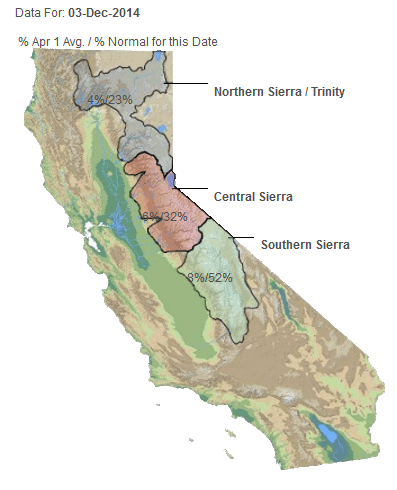 Data For: 03-Dec-2014
% Apr 1 Avg. / % Normal for this Date
Northern Sierra / Trinity
4%/23%
Central Sierra
6%/32%
Southern Sierra
8%/52%